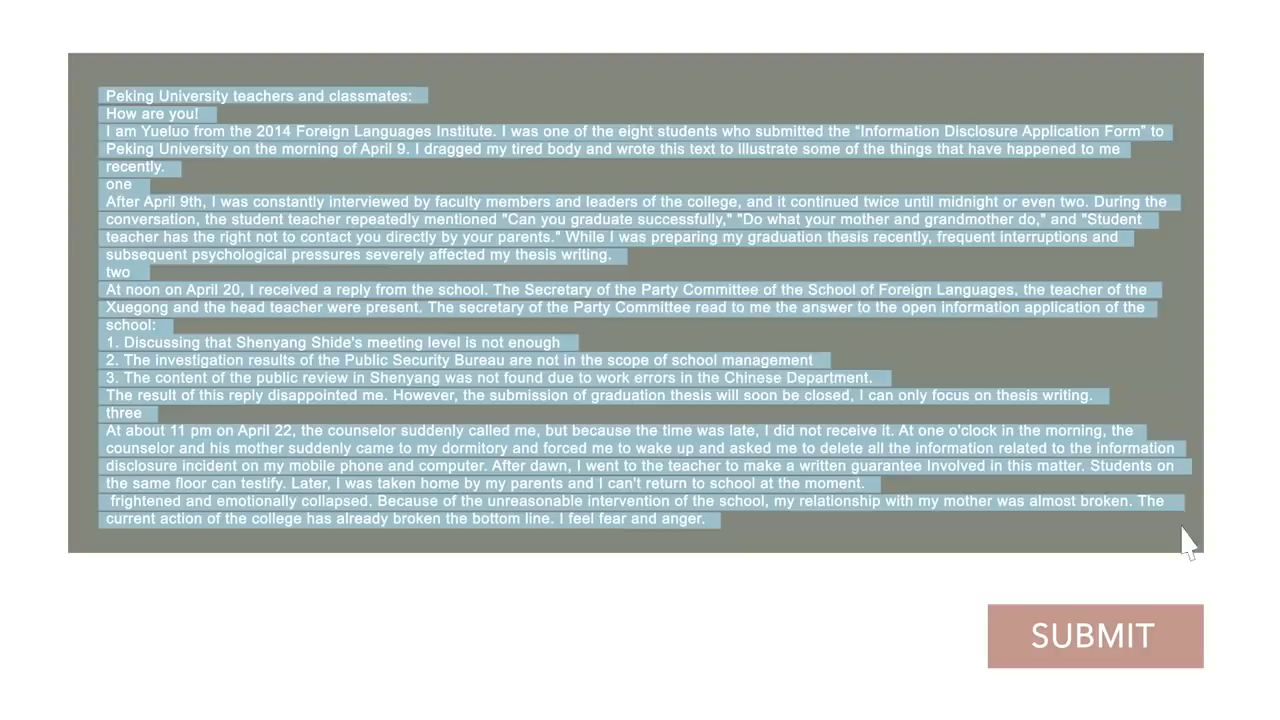 Peking University teachers and classmates:
How are you!
I am Yueluo from the 2014 Foreign Languages Institute. I was one of the eight students who submitted the "Information Disclosure Application Form" to
Peking University on the morning of April 9. I dragged my tired body and wrote this text to illustrate some of the things that have happened to me
recently.
one
After April 9th, I was constantly interviewed by faculty members and leaders of the college, and it continued twice until midnight or even two. During the
conversation, the student teacher repeatedly mentioned "Can you graduate successfully," "Do what your mother and grandmother do," and "Student
teacher has the right not to contact you directly by your parents." While I was preparing my graduation thesis recently, frequent interruptions and
subsequent psychological pressures severely affected my thesis writing.
two
At noon on April 20, I received a reply from the school. The Secretary of the Party Committee of the School of Foreign Languages, the teacher of the
Xuegong and the head teacher were present. The secretary of the Party Committee read to me the answer to the open information application of the
school:
1. Discussing that Shenyang Shide's meeting level is not enough
2. The investigation results of the Public Security Bureau are not in the scope of school management
3. The content of the public review in Shenyang was not found due to work errors in the Chinese Department.
The result of this reply disappointed me. However, the submission of graduation thesis will soon be closed, I can only focus on thesis writing.
three
At about 11 pm on April 22, the counselor suddenly called me, but because the time was late, I did not receive it. At one o'clock in the morning, the
counselor and his mother suddenly came to my dormitory and forced me to wake up and asked me to delete all the information related to the information
disclosure incident on my mobile phone and computer. After dawn, I went to the teacher to make a written guarantee Involved in this matter. Students on
the same floor can testify. Later, I was taken home by my parents and I can't return to school at the moment.
frightened and emotionally collapsed. Because of the unreasonable intervention of the school, my relationship with my mother was almost broken. The
current action of the college has already broken the bottom line. I feel fear and anger.
SUBMIT